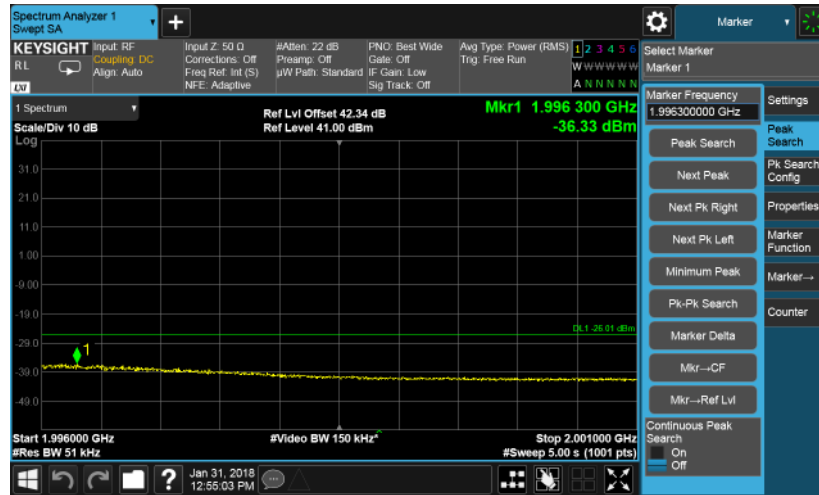 Spectrum Analyzer 1
Swept SA
+
Marker
KEYSIGHT
RL
LXI
Input: RF
Coupling: DC
Align: Auto
Input Z: 50 Ω
Corrections: Off
Freq Ref: Int (S)
NFE: Adaptive
#Atten: 22 dB
Preamp: Off
µW Path: Standard
PNO: Best Wide
Gate: Off
IF Gain: Low
Sig Track: Off
Avg Type: Power (RMS)
Trig: Free Run
1 2 3 4 5 6
W W W W W W
A N N N N N
Select Marker
Marker 1
1 Spectrum
Scale/Div 10 dB
Log
Ref Lvl Offset 42.34 dB
Ref Level 41.00 dBm
Mkr1 1.996 300 GHz
-36.33 dBm
31.0
21.0
11.0
1.00
-9.00
-19.0
-29.0
-39.0
-49.0
DL1 -26.01 dBm
1
Start 1.996000 GHz
#Res BW 51 kHz
#Video BW 150 kHz^
Stop 2.001000 GHz
#Sweep 5.00 s (1001 pts)
Marker Frequency
1.996300000 GHz
Peak Search
Next Peak
Next Pk Right
Next Pk Left
Minimum Peak
Pk-Pk Search
Marker Delta
Mkr→CF
Mkr→Ref Lvl
Continuous Peak
Search
On
Off
Settings
Peak
Search
Pk Search
Config
Properties
Marker
Function
Marker→
Counter
?
Jan 31, 2018
12:55:03 PM